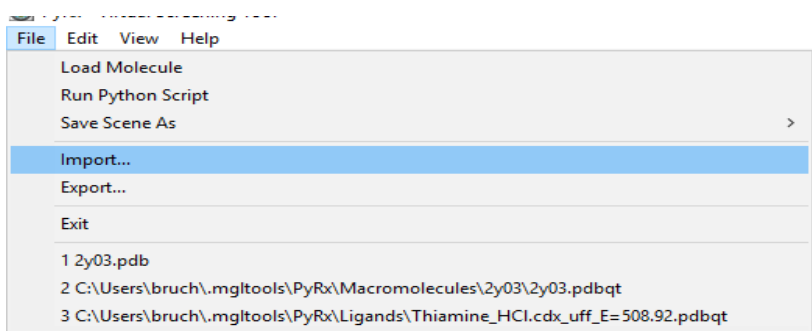 File Edit View Help
Load Molecule
Run Python Script
Save Scene As >
Import...
Export...
Exit
1 2y03.pdb
2 C:\Users\bruch\.mgltools\PyRx\Macromolecules\2y03\2y03.pdbqt
3 C:\Users\bruch\.mgltools\PyRx\Ligands\Thiamine_HCl.cdx_uff_E=508.92.pdbqt